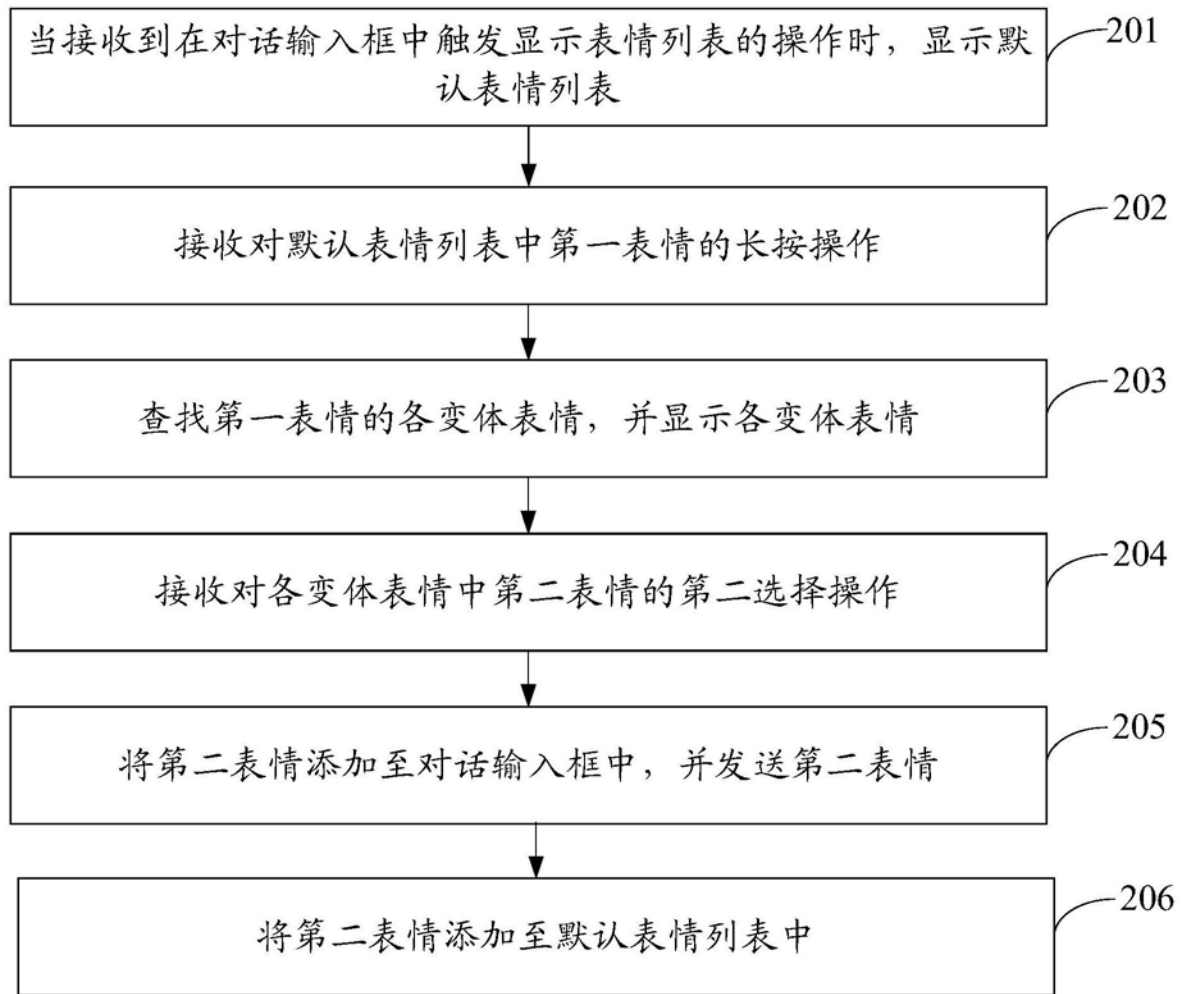 当接收到在对话输入框中触发显示表情列表的操作时，显示默
认表情列表
201
接收对默认表情列表中第一表情的长按操作
202
查找第一表情的各变体表情，并显示各变体表情
203
接收对各变体表情中第二表情的第二选择操作
204
将第二表情添加至对话输入框中，并发送第二表情
205
将第二表情添加至默认表情列表中
206